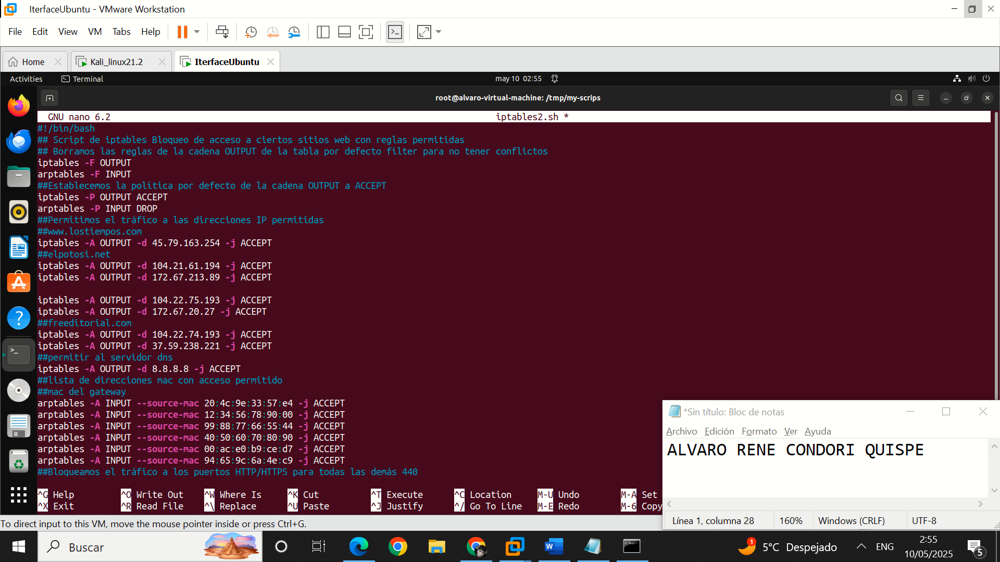 IterfaceUbuntu - VMware Workstation
File Edit View VM Tabs Help
Home Kali_linux21.2 IterfaceUbuntu
Activities Terminal may 10 02:55
root@alvaro-virtual-machine: /tmp/my-scrips
GNU nano 6.2 iptables2.sh *
#!/bin/bash
## Script de iptables Bloqueo de acceso a ciertos sitios web con reglas permitidas
## Borramos las reglas de la cadena OUTPUT de la tabla por defecto filter para no tener conflictos
iptables -F OUTPUT
arptables -F INPUT
##Establecemos la política por defecto de la cadena OUTPUT a ACCEPT
iptables -P OUTPUT ACCEPT
arptables -P INPUT DROP
##Permitimos el tráfico a las direcciones IP permitidas
##www.lostiempos.com
iptables -A OUTPUT -d 45.79.163.254 -j ACCEPT
##elpotosi.net
iptables -A OUTPUT -d 104.21.61.194 -j ACCEPT
iptables -A OUTPUT -d 172.67.213.89 -j ACCEPT
iptables -A OUTPUT -d 104.22.75.193 -j ACCEPT
iptables -A OUTPUT -d 172.67.20.27 -j ACCEPT
##freeditorial.com
iptables -A OUTPUT -d 104.22.74.193 -j ACCEPT
iptables -A OUTPUT -d 37.59.238.221 -j ACCEPT
##permitir al servidor dns
iptables -A OUTPUT -d 8.8.8.8 -j ACCEPT
##lista de direcciones mac con acceso permitido
##mac del gateway
arptables -A INPUT --source-mac 20:4c:9e:33:57:e4 -j ACCEPT
arptables -A INPUT --source-mac 12:34:56:78:90:00 -j ACCEPT
arptables -A INPUT --source-mac 99:88:77:66:55:44 -j ACCEPT
arptables -A INPUT --source-mac 40:50:60:70:80:90 -j ACCEPT
arptables -A INPUT --source-mac 00:ac:e0:b9:ce:d7 -j ACCEPT
arptables -A INPUT --source-mac 94:65:9c:6a:4e:c9 -j ACCEPT
##Bloqueamos el tráfico a los puertos HTTP/HTTPS para todas las demás 440
^G Help ^O Write Out ^W Where Is ^K Cut ^T Execute ^C Location M-U Undo M-A Set
^X Exit ^R Read File ^\ Replace ^U Paste ^J Justify ^/ Go To Line M-E Redo M-6 Copy
*Sin título: Bloc de notas
Archivo Edición Formato Ver Ayuda
ALVARO RENE CONDORI QUISPE
Línea 1, columna 28 160% Windows (CRLF) UTF-8
To direct input to this VM, move the mouse pointer inside or press Ctrl+G.
Buscar
1 5°C Despejado ENG 2:55
10/05/2025 5